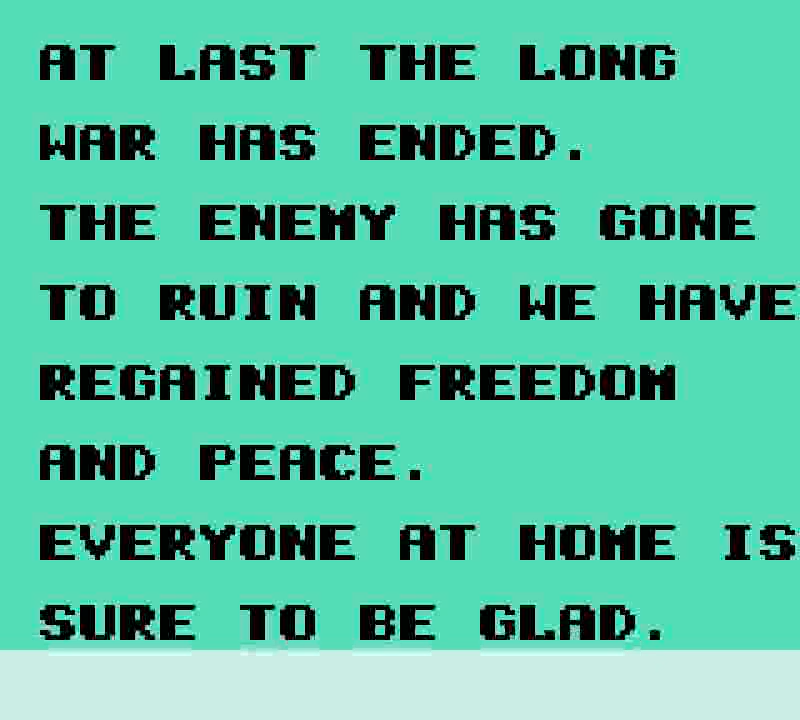 AT LAST THE LONG
WAR HAS ENDED.
THE ENEMY HAS GONE
TO RUIN AND WE HAVE
REGAINED FREEDOM
AND PEACE.
EVERYONE AT HOME IS
SURE TO BE GLAD.